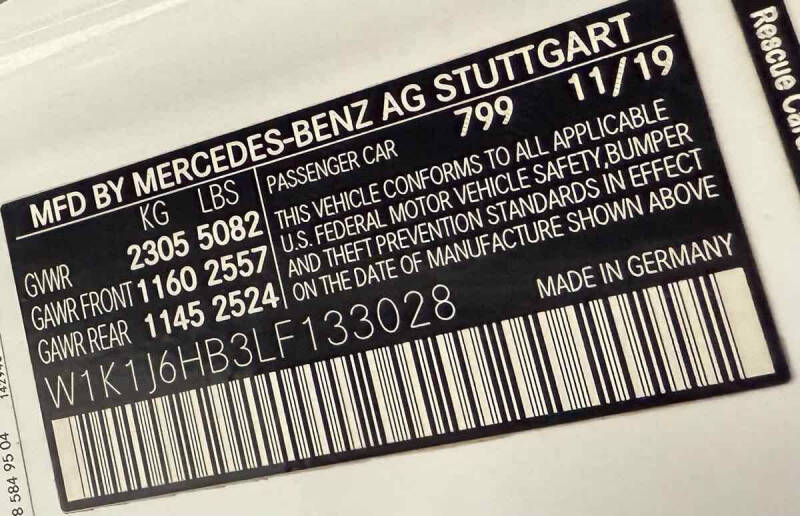 MFD BY MERCEDES-BENZ AG STUTTGART
KG LBS
GVWR 2305 5082
GAWR FRONT 1160 2557
GAWR REAR 1145 2524
PASSENGER CAR 799 11/19
THIS VEHICLE CONFORMS TO ALL APPLICABLE
U.S. FEDERAL MOTOR VEHICLE SAFETY,BUMPER
AND THEFT PREVENTION STANDARDS IN EFFECT
ON THE DATE OF MANUFACTURE SHOWN ABOVE
W1K1J6HB3LF133028
MADE IN GERMANY
Rescue Card
8 584 95 04